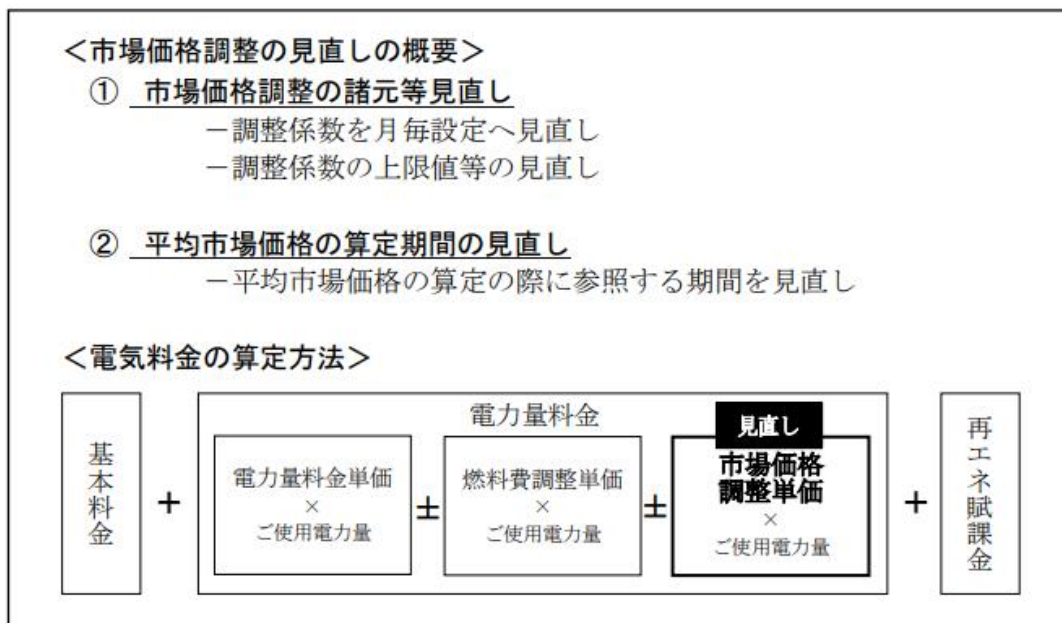 ＜市場価格調整の見直しの概要＞
① 市場価格調整の諸元等見直し
－調整係数を月毎設定へ見直し
－調整係数の上限値等の見直し
② 平均市場価格の算定期間の見直し
－平均市場価格の算定の際に参照する期間を見直し
＜電気料金の算定方法＞
基本料金
＋
電力量料金
電力量料金単価
×
ご使用電力量
±
燃料費調整単価
×
ご使用電力量
±
見直し
市場価格
調整単価
×
ご使用電力量
＋
再エネ賦課金